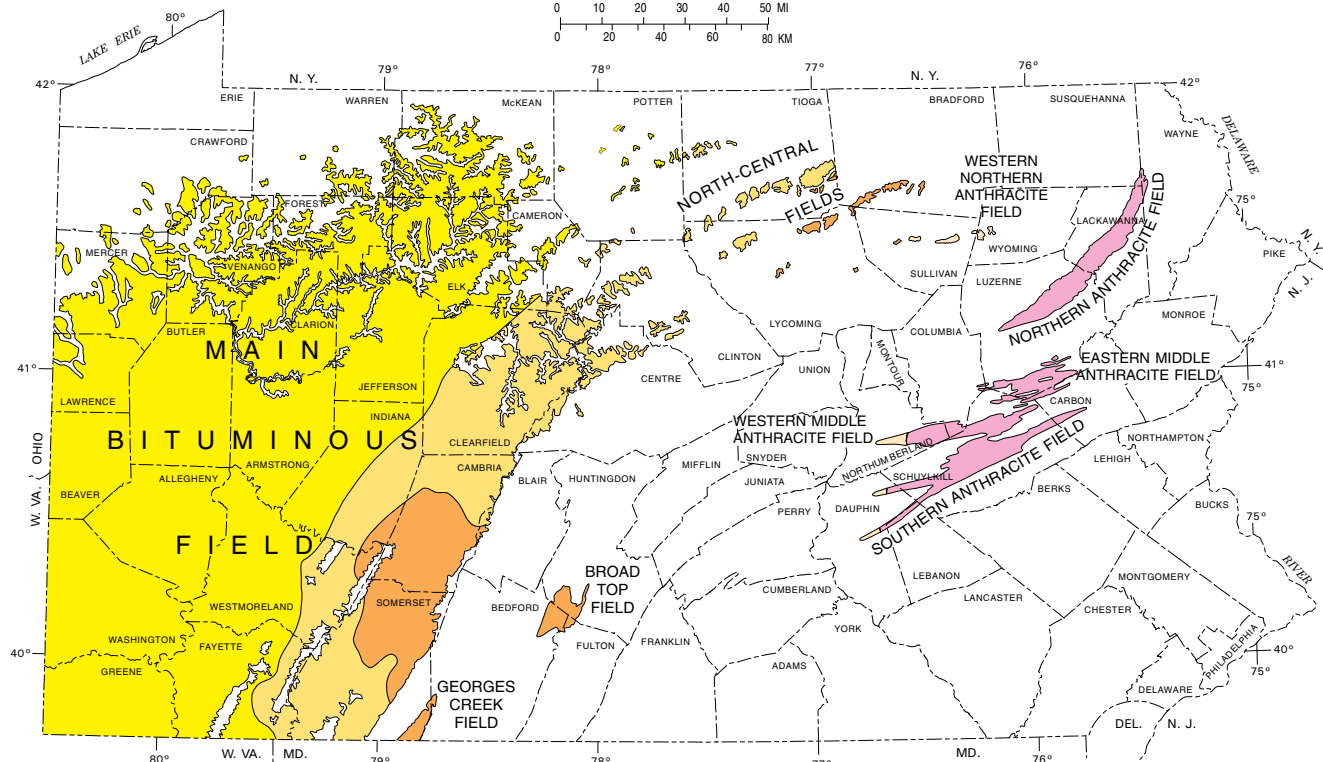 0 10 20 30 40 50 MI
0 20 40 60 80 KM
80°
LAKE ERIE
42°
N. Y.
79°
78°
77°
N. Y.
76°
42°
ERIE
WARREN
McKEAN
POTTER
TIOGA
BRADFORD
SUSQUEHANNA
WAYNE
DELAWARE
CRAWFORD
NORTH-CENTRAL
FIELDS
WESTERN
NORTHERN
ANTHRACITE
FIELD
FOREST
CAMERON
LACKAWANNA
75°
MERCER
VENANGO
ELK
SULLIVAN
WYOMING
LUZERNE
NORTHERN ANTHRACITE FIELD
PIKE
N. Y.
N. J.
BUTLER
CLARION
MAIN
LYCOMING
COLUMBIA
MONROE
41°
CLINTON
CENTRE
UNION
MONTOUR
EASTERN MIDDLE
ANTHRACITE FIELD
41°
75°
JEFFERSON
LAWRENCE
INDIANA
CARBON
BITUMINOUS
CLEARFIELD
WESTERN MIDDLE
ANTHRACITE FIELD
NORTHUMBERLAND
NORTHAMPTON
OHIO
W. VA.
ARMSTRONG
ALLEGHENY
CAMBRIA
BLAIR
HUNTINGDON
MIFFLIN
SNYDER
JUNIATA
SCHUYLKILL
LEHIGH
BEAVER
PERRY
DAUPHIN
SOUTHERN ANTHRACITE FIELD
BERKS
BUCKS
75°
FIELD
BROAD
TOP
FIELD
RIVER
WESTMORELAND
SOMERSET
BEDFORD
CUMBERLAND
LEBANON
LANCASTER
MONTGOMERY
CHESTER
WASHINGTON
FAYETTE
FULTON
FRANKLIN
YORK
PHILADELPHIA
40°
GREENE
ADAMS
40°
75°
GEORGES
CREEK
FIELD
DELAWARE
DEL.
N. J.
80°
W. VA.
MD.
79°
78°
77°
MD.
76°